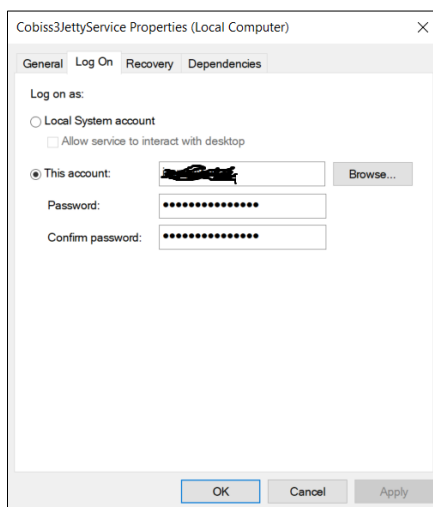 Cobiss3JettyService Properties (Local Computer)
General Log On Recovery Dependencies
Log on as:
Local System account
Allow service to interact with desktop
This account: Browse...
Password: •••••••••••••••
Confirm password: •••••••••••••••
OK Cancel Apply